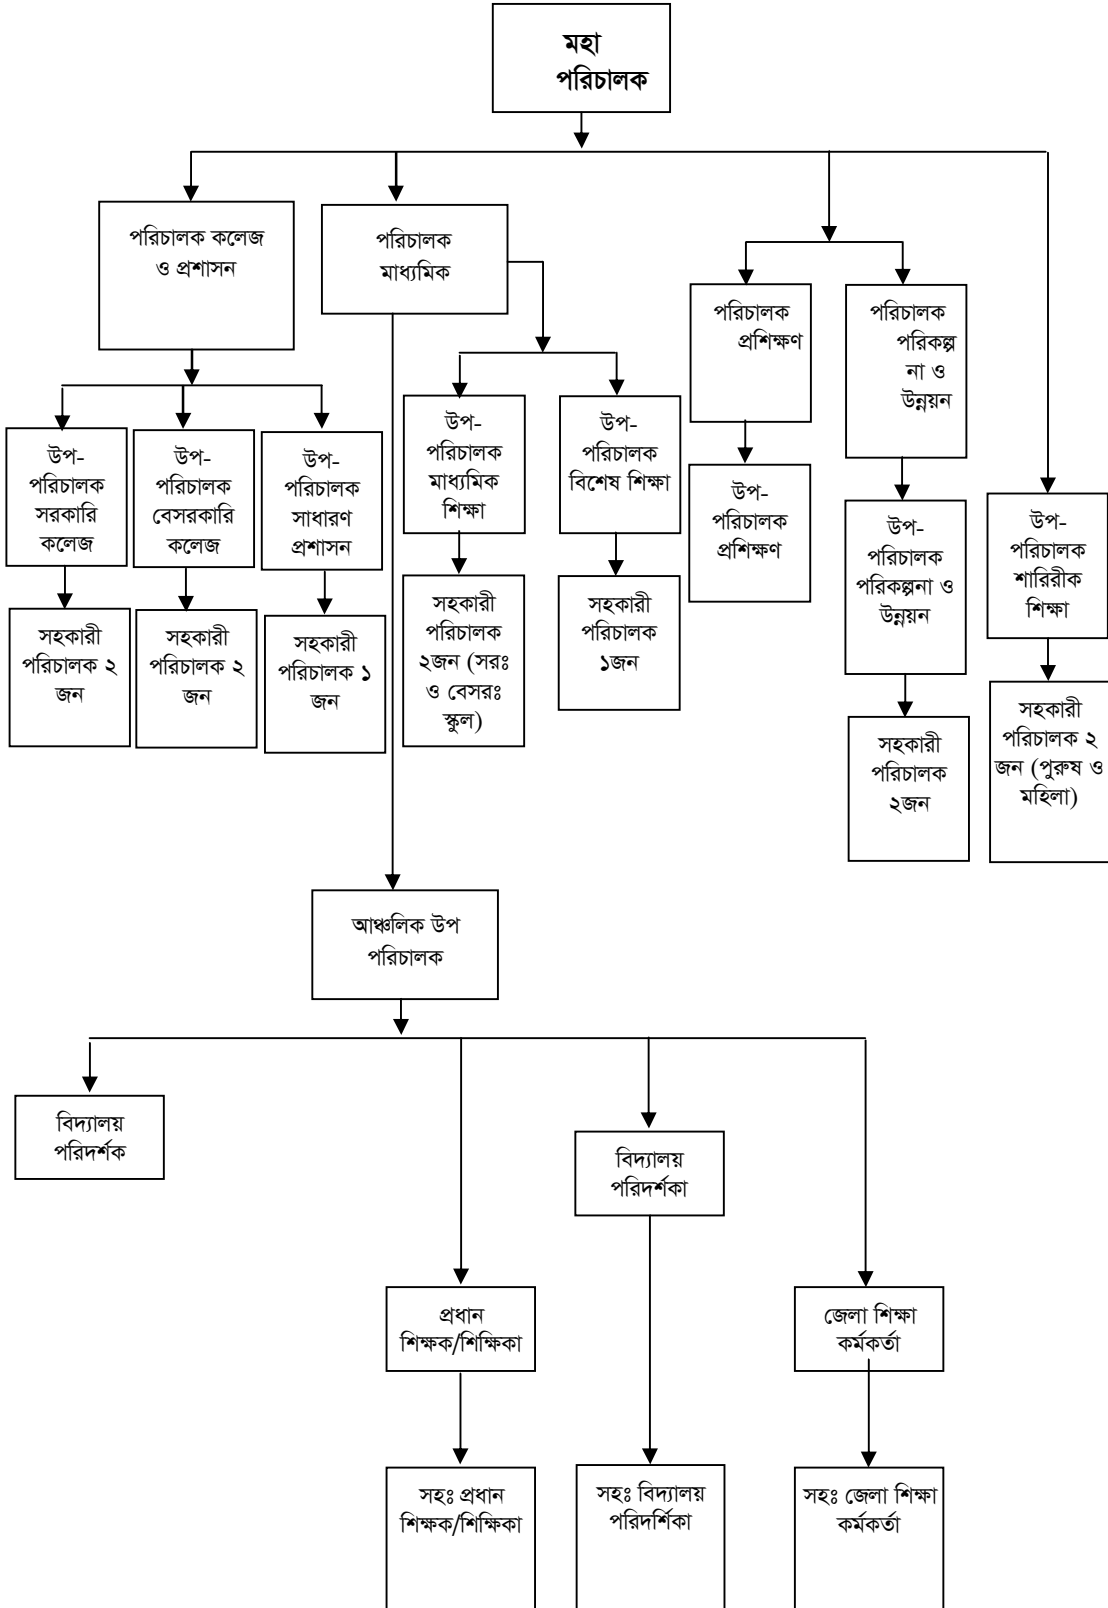 মহা
পরিচালক
পরিচালক কলেজ
ও প্রশাসন
পরিচালক
মাধ্যমিক
পরিচালক
প্রশিক্ষণ
পরিচালক
পরিকল্প
না ও
উন্নয়ন
উপ-
পরিচালক
সরকারি
কলেজ
উপ-
পরিচালক
বেসরকারি
কলেজ
উপ-
পরিচালক
সাধারণ
প্রশাসন
উপ-
পরিচালক
মাধ্যমিক
শিক্ষা
উপ-
পরিচালক
বিশেষ শিক্ষা
উপ-
পরিচালক
প্রশিক্ষণ
উপ-
পরিচালক
পরিকল্পনা ও
উন্নয়ন
উপ-
পরিচালক
শারিরীক
শিক্ষা
সহকারী
পরিচালক ২
জন
সহকারী
পরিচালক ২
জন
সহকারী
পরিচালক ১
জন
সহকারী
পরিচালক
২জন (সরঃ
ও বেসরঃ
স্কুল)
সহকারী
পরিচালক
১জন
সহকারী
পরিচালক
২জন
সহকারী
পরিচালক ২
জন (পুরুষ ও
মহিলা)
আঞ্চলিক উপ
পরিচালক
বিদ্যালয়
পরিদর্শক
বিদ্যালয়
পরিদর্শকা
প্রধান
শিক্ষক/শিক্ষিকা
জেলা শিক্ষা
কর্মকর্তা
সহঃ প্রধান
শিক্ষক/শিক্ষিকা
সহঃ বিদ্যালয়
পরিদর্শিকা
সহঃ জেলা শিক্ষা
কর্মকর্তা